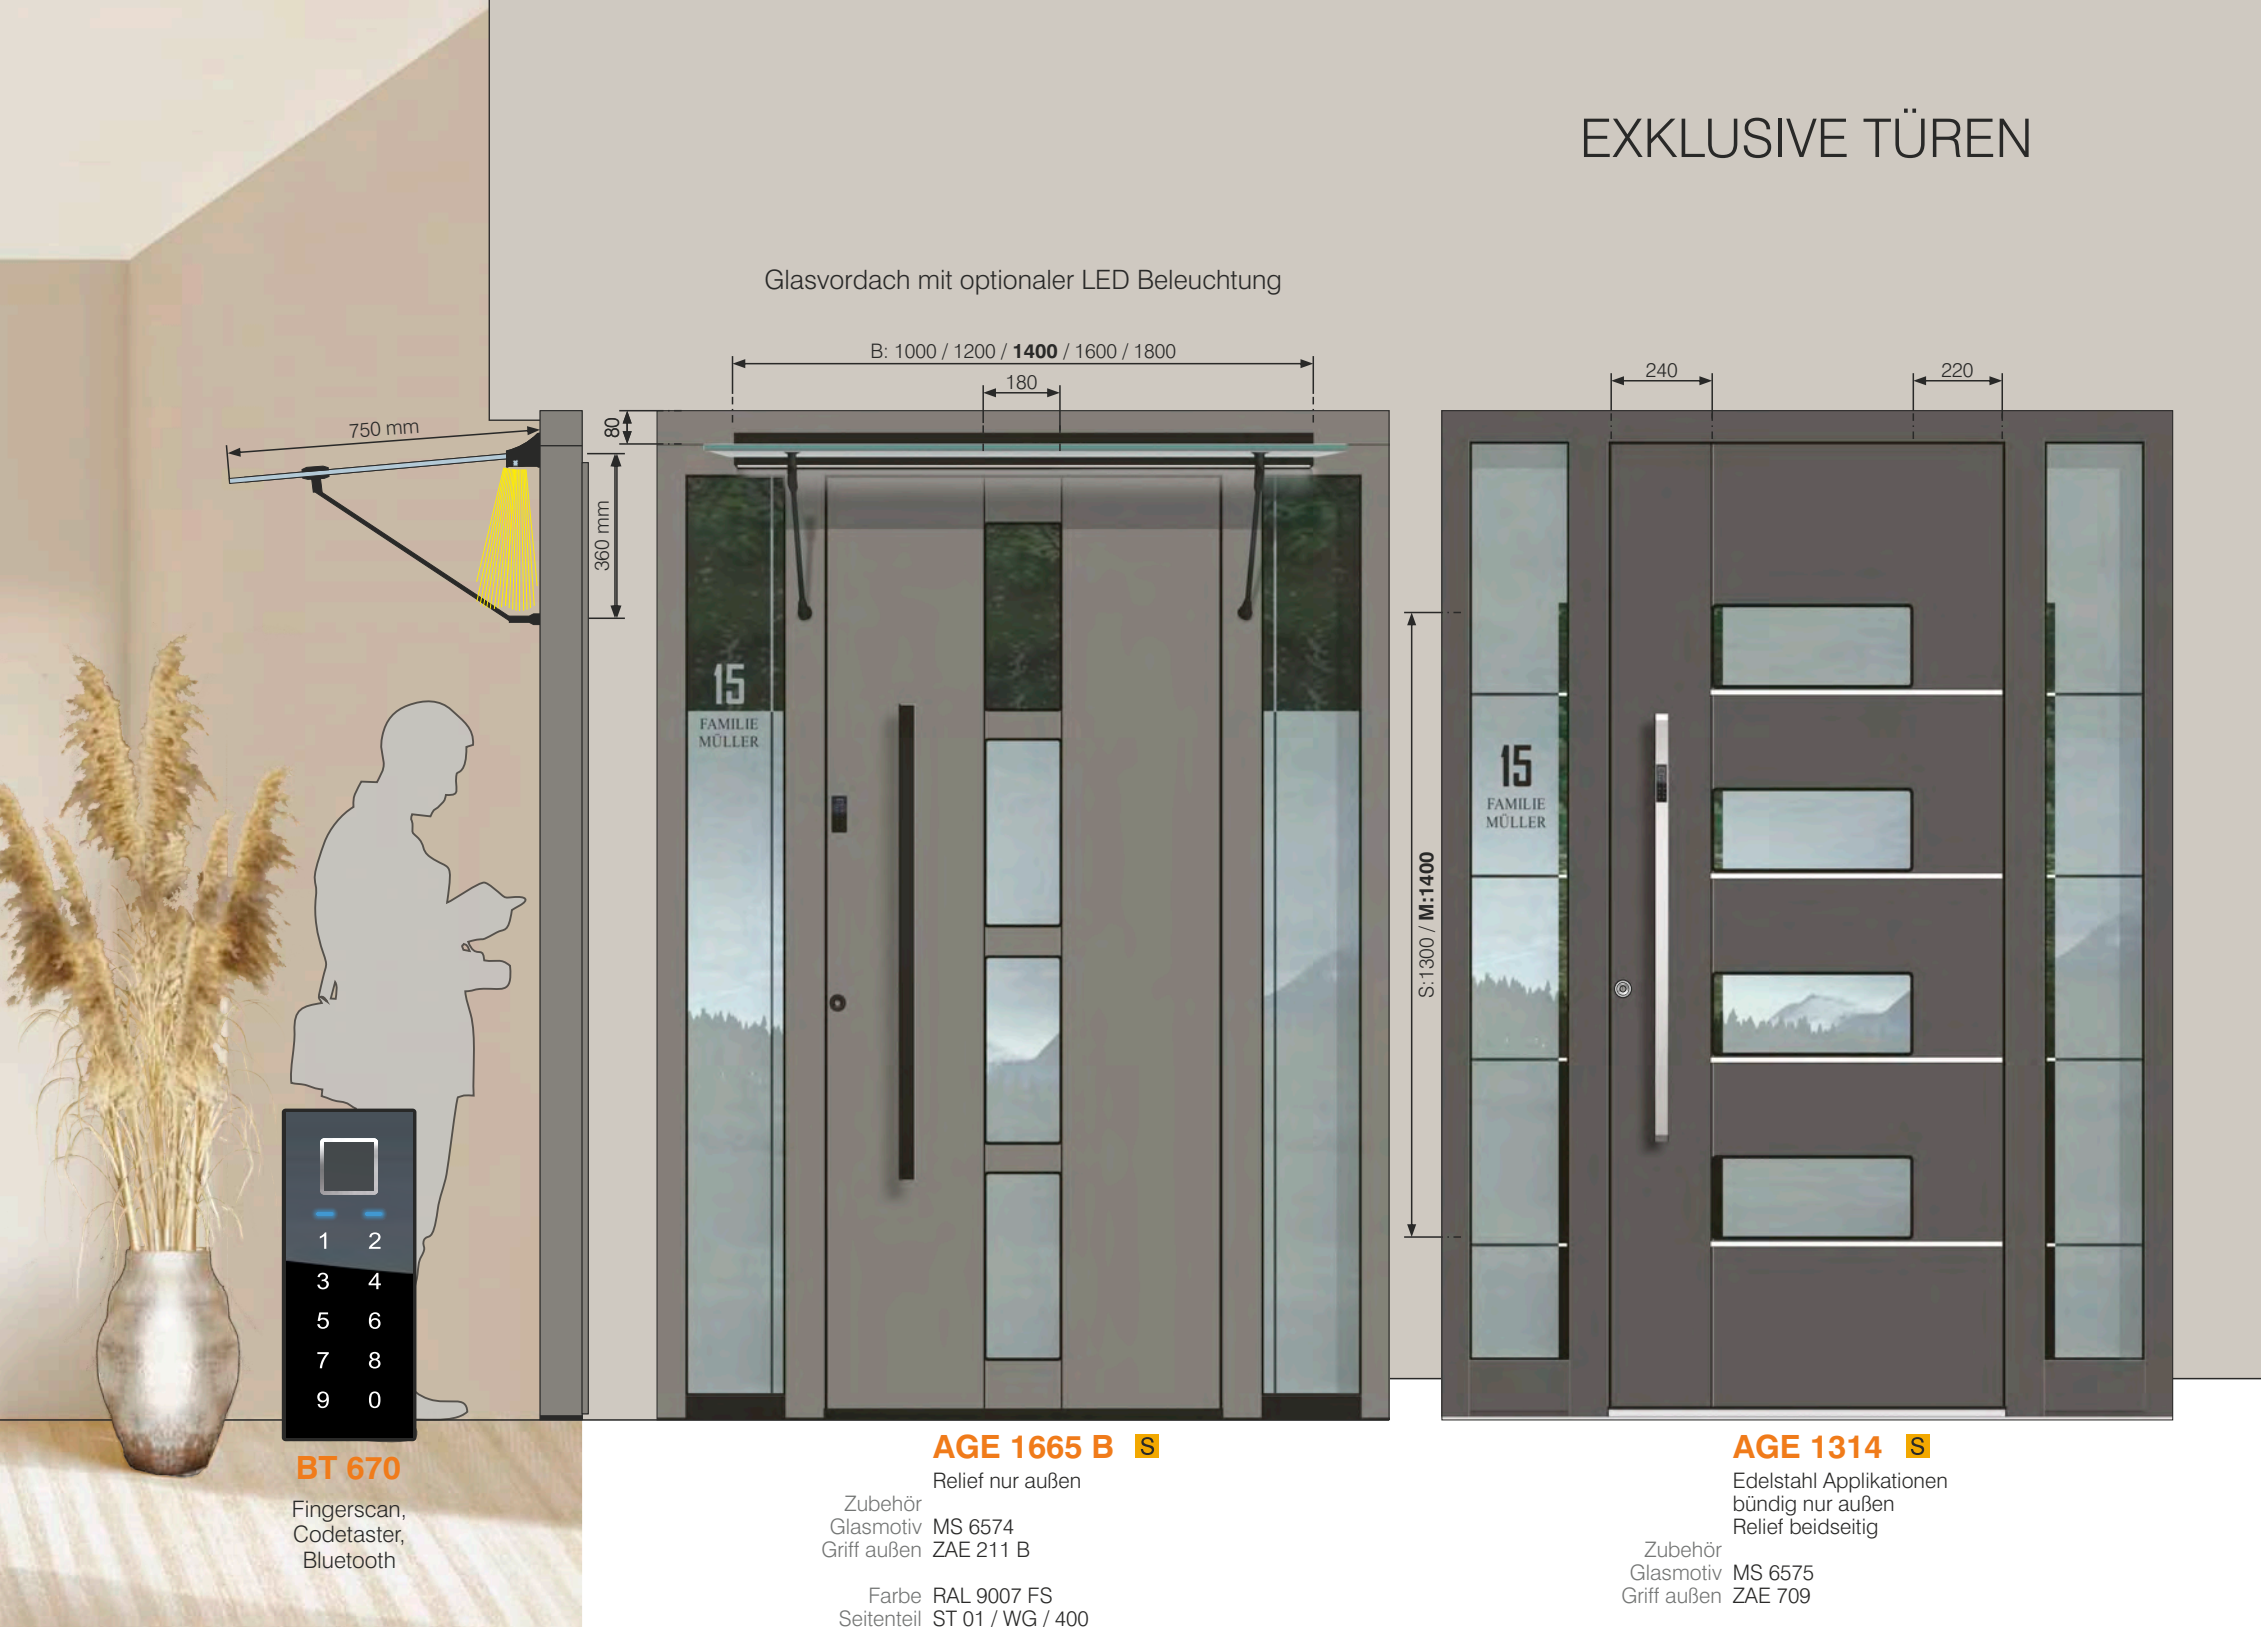 EXKLUSIVE TÜREN
Glasvordach mit optionaler LED Beleuchtung
B: 1000 / 1200 / 1400 / 1600 / 1800
180
240
220
750 mm
80
360 mm
15
FAMILIE
MÜLLER
S:1300 / M:1400
15
FAMILIE
MÜLLER
1 2
3 4
5 6
7 8
9 0
BT 670
Fingerscan,
Codetaster,
Bluetooth
AGE 1665 B S
Relief nur außen
Zubehör
Glasmotiv MS 6574
Griff außen ZAE 211 B
Farbe RAL 9007 FS
Seitenteil ST 01 / WG / 400
AGE 1314 S
Edelstahl Applikationen
bündig nur außen
Relief beidseitig
Zubehör
Glasmotiv MS 6575
Griff außen ZAE 709